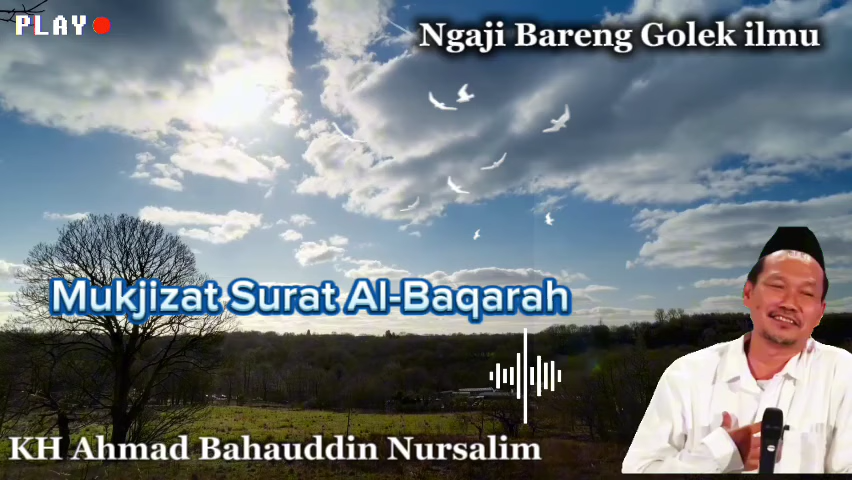 PLAY
Ngaji Bareng Golek ilmu
Mukjizat Surat Al-Baqarah
KH Ahmad Bahauddin Nursalim